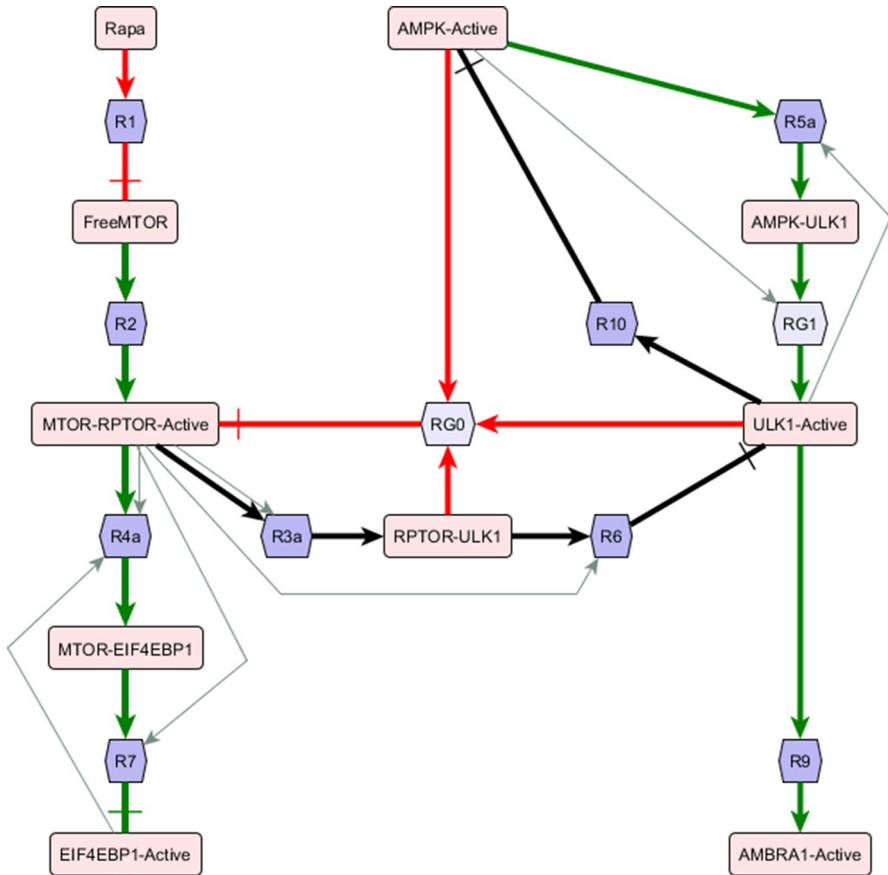 Rapa
AMPK-Active
R1
R5a
FreeMTOR
AMPK-ULK1
R2
R10
RG1
MTOR-RPTOR-Active
RG0
ULK1-Active
R4a
R3a
RPTOR-ULK1
R6
MTOR-EIF4EBP1
R7
R9
EIF4EBP1-Active
AMBRA1-Active